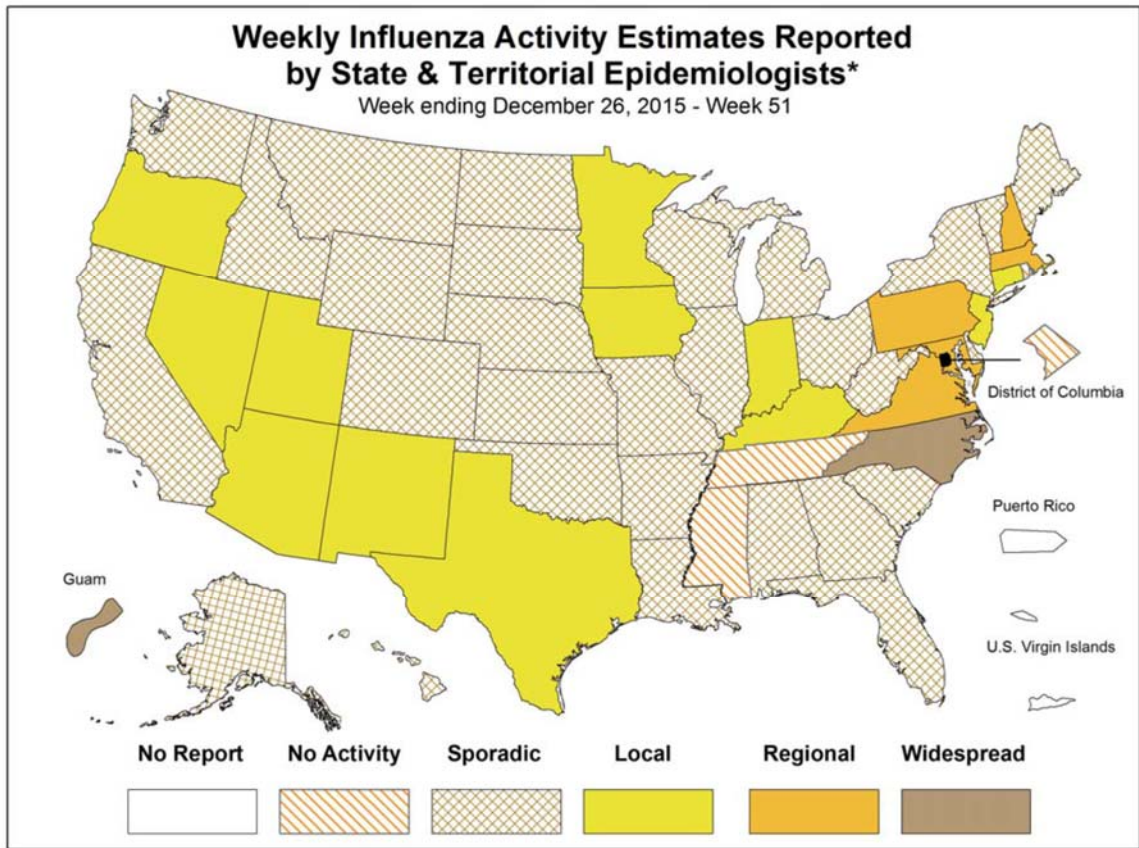 Weekly Influenza Activity Estimates Reported
by State & Territorial Epidemiologists*
Week ending December 26, 2015 - Week 51
District of Columbia
Puerto Rico
Guam
U.S. Virgin Islands
No Report No Activity Sporadic Local Regional Widespread